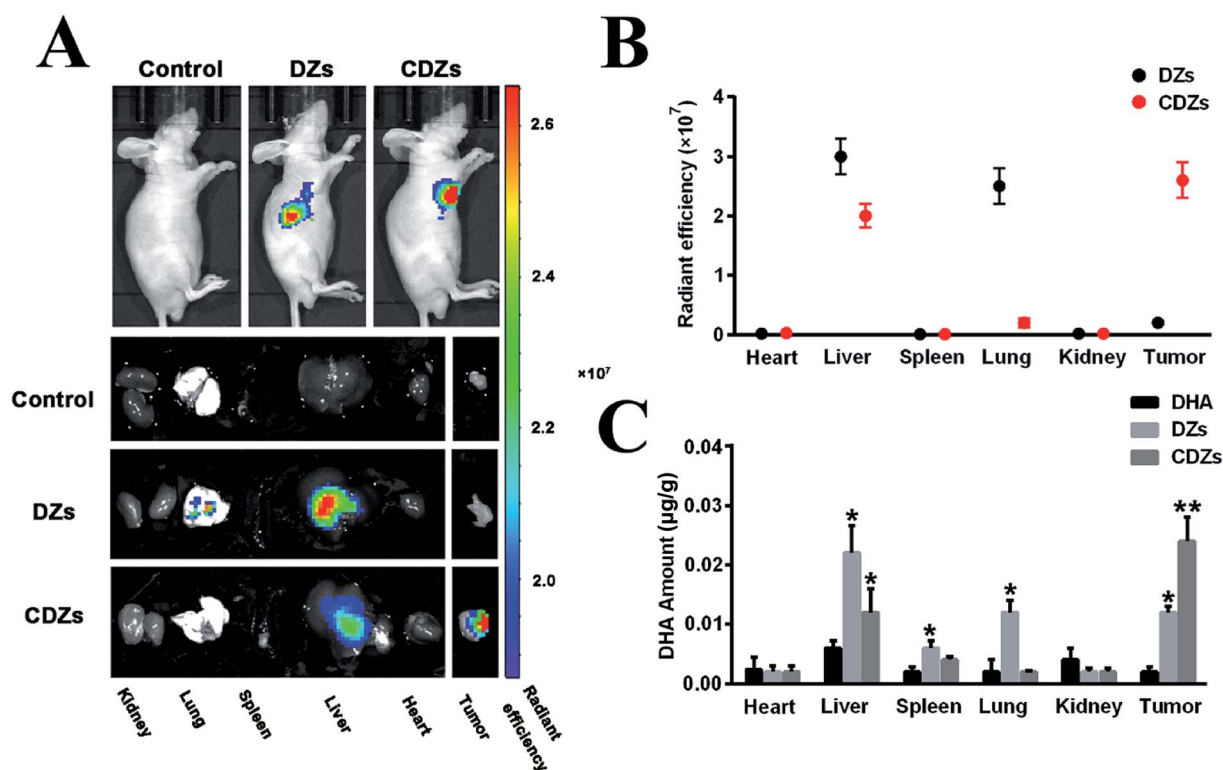 A
Control DZs CDZs
2.6
2.4
×10⁷
2.2
2.0
Control
DZs
CDZs
Kidney Lung Spleen Liver Heart Tumor Radiant efficiency
B
DZs
CDZs
Radiant efficiency (×10⁷)
4
3
2
1
0
Heart Liver Spleen Lung Kidney Tumor
C
DHA
DZs
CDZs
DHA Amount (μg/g)
0.04
0.03
0.02
0.01
0.00
* * * * * **
Heart Liver Spleen Lung Kidney Tumor